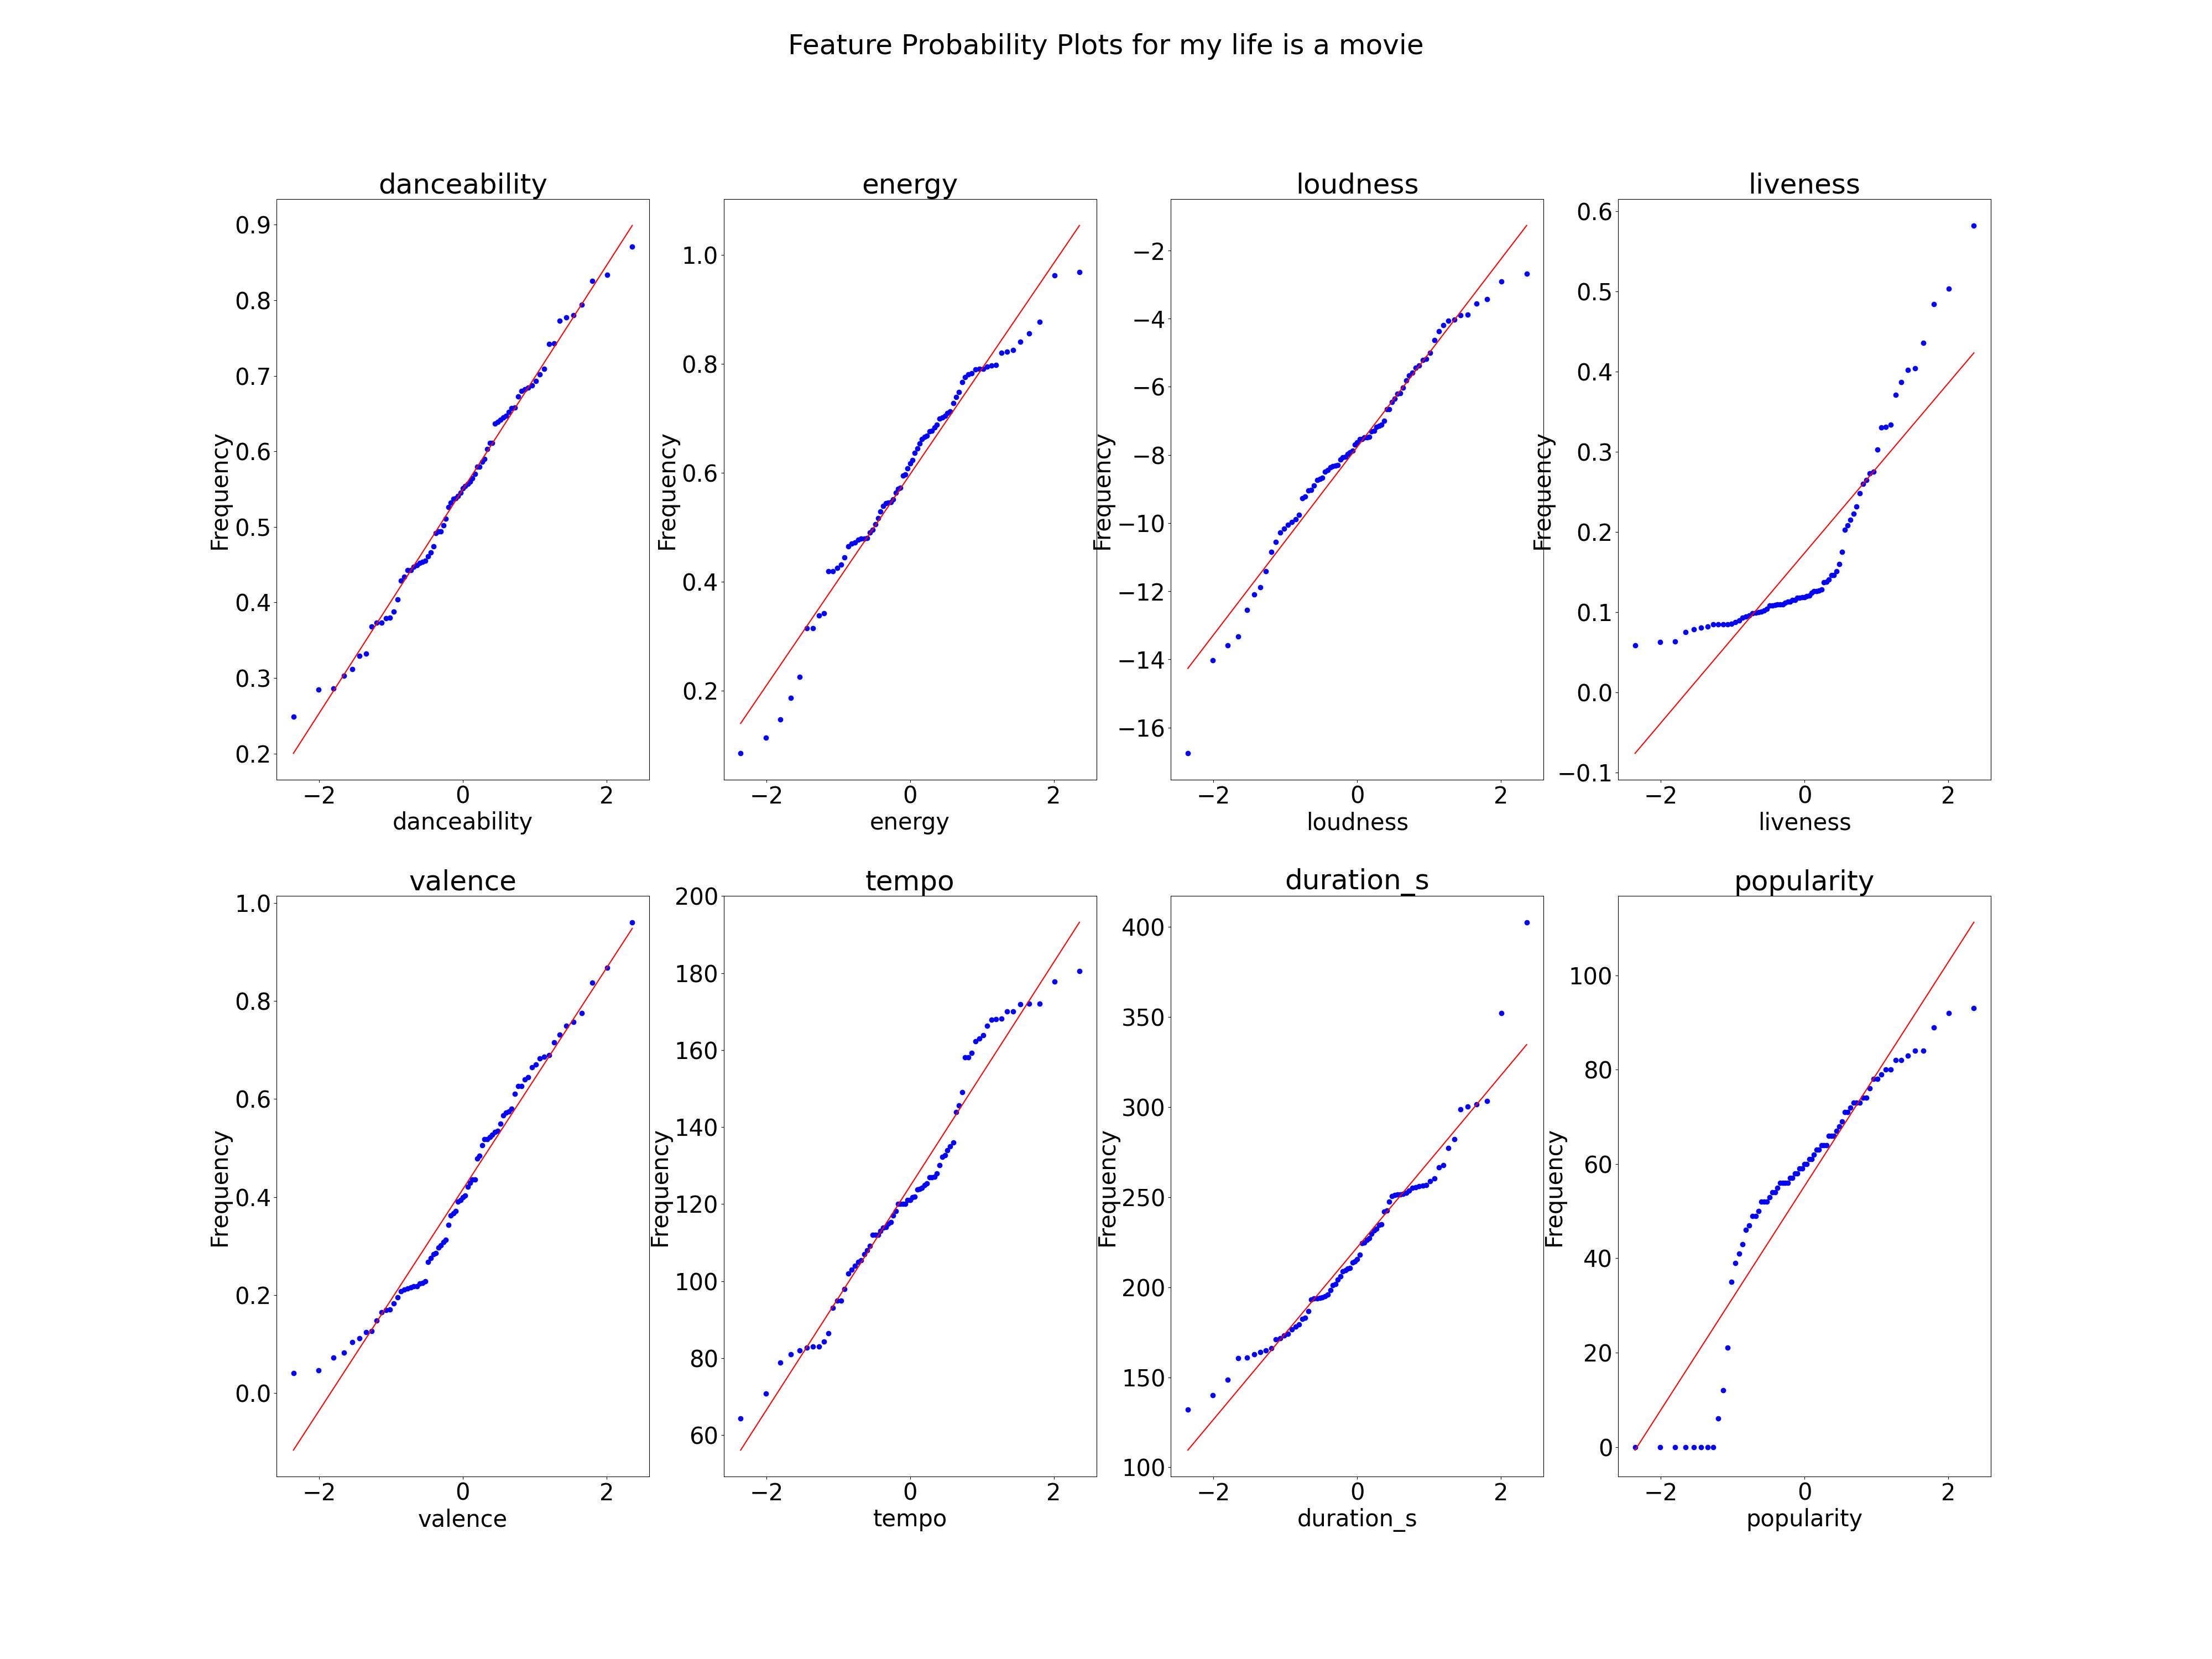 Feature Probability Plots for my life is a movie
danceability
0.9
0.8
0.7
0.6
0.5
0.4
0.3
0.2
Frequency
−2 0 2
danceability
energy
1.0
0.8
0.6
0.4
0.2
Frequency
−2 0 2
energy
loudness
−2
−4
−6
−8
−10
−12
−14
−16
Frequency
−2 0 2
loudness
liveness
0.6
0.5
0.4
0.3
0.2
0.1
0.0
−0.1
Frequency
−2 0 2
liveness
valence
1.0
0.8
0.6
0.4
0.2
0.0
Frequency
−2 0 2
valence
tempo
200
180
160
140
120
100
80
60
Frequency
−2 0 2
tempo
duration_s
400
350
300
250
200
150
100
Frequency
−2 0 2
duration_s
popularity
100
80
60
40
20
0
Frequency
−2 0 2
popularity